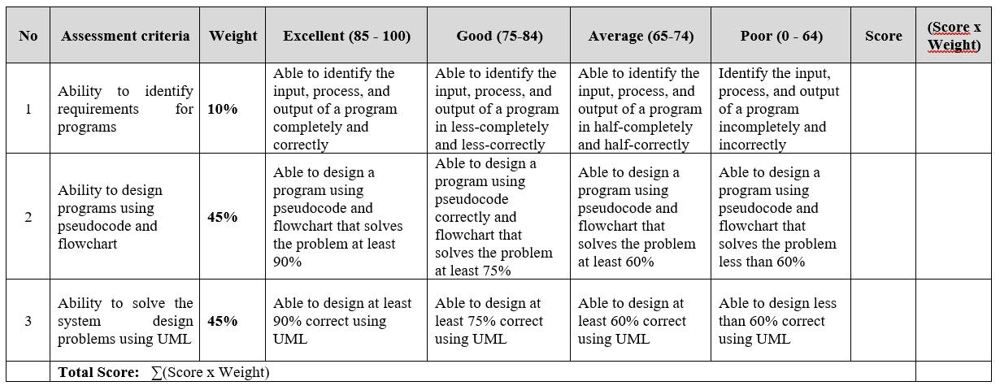 No Assessment criteria Weight Excellent (85 - 100) Good (75-84) Average (65-74) Poor (0 - 64) Score (Score x
Weight)
1
Ability to identify
requirements for
programs
10%
Able to identify the
input, process, and
output of a program
completely and
correctly
Able to identify the
input, process, and
output of a program
in less-completely
and less-correctly
Able to identify the
input, process, and
output of a program
in half-completely
and half-correctly
Identify the input,
process, and output
of a program
incompletely and
incorrectly
2
Ability to design
programs using
pseudocode and
flowchart
45%
Able to design a
program using
pseudocode and
flowchart that solves
the problem at least
90%
Able to design a
program using
pseudocode
correctly and
flowchart that
solves the problem
at least 75%
Able to design a
program using
pseudocode and
flowchart that
solves the problem
at least 60%
Able to design a
program using
pseudocode and
flowchart that
solves the problem
less than 60%
3
Ability to solve the
system design
problems using UML
45%
Able to design at least
90% correct using
UML
Able to design at
least 75% correct
using UML
Able to design at
least 60% correct
using UML
Able to design less
than 60% correct
using UML
Total Score: ∑(Score x Weight)